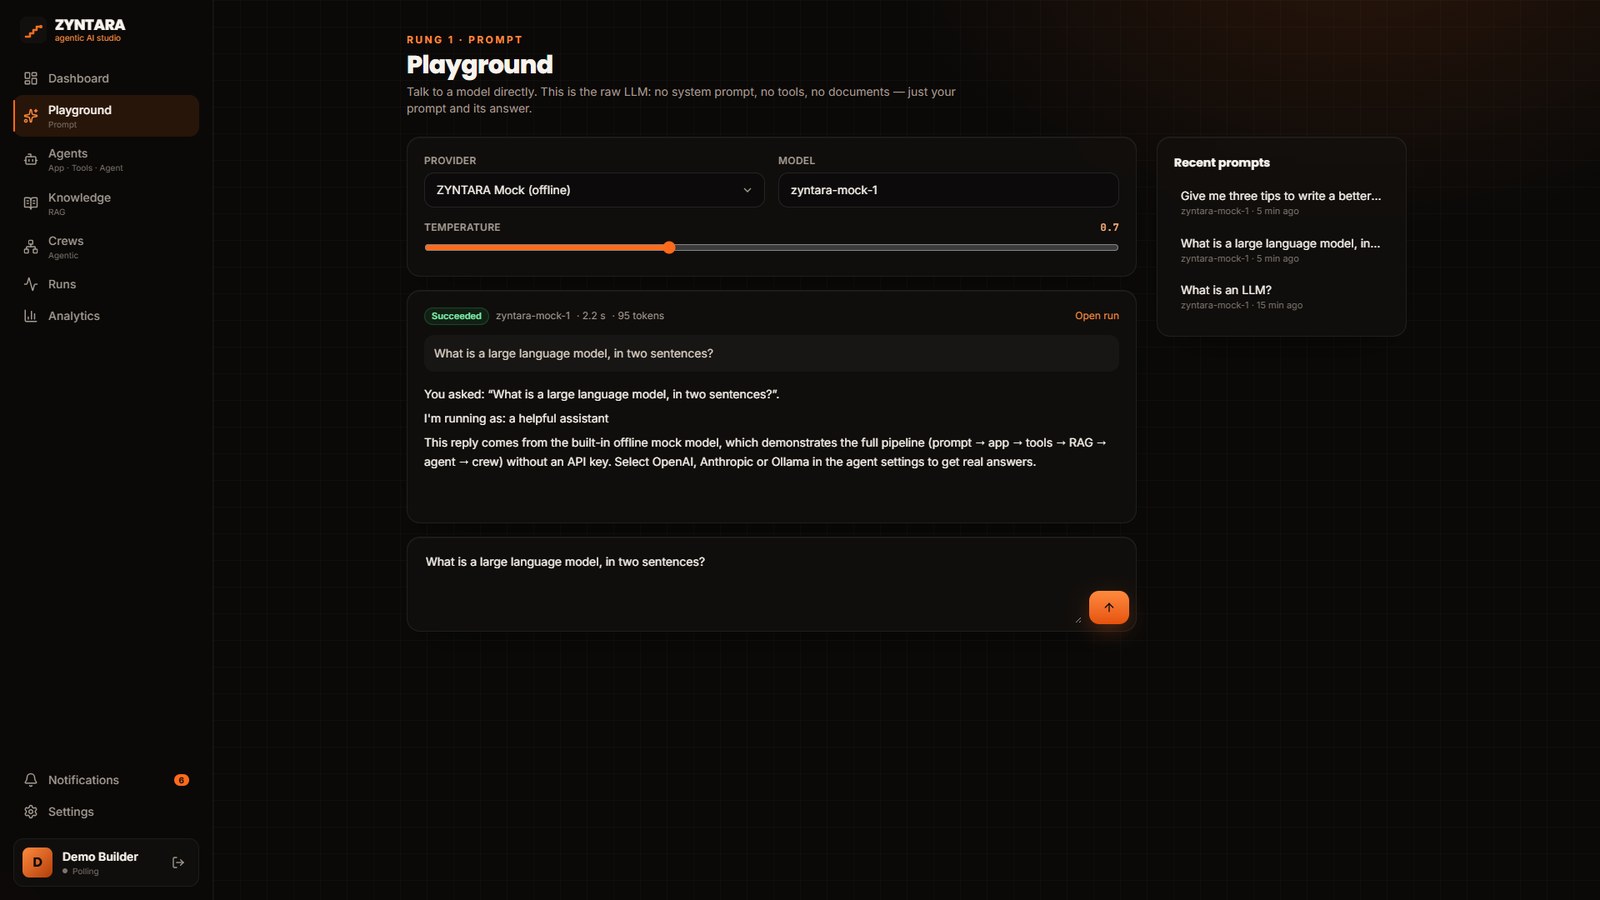 ZYNTARA
agentic AI studio
Dashboard
Playground
Prompt
Agents
App · Tools · Agent
Knowledge
RAG
Crews
Agentic
Runs
Analytics
Notifications
6
Settings
D
Demo Builder
Polling
RUNG 1 · PROMPT
Playground
Talk to a model directly. This is the raw LLM: no system prompt, no tools, no documents — just your
prompt and its answer.
PROVIDER
MODEL
ZYNTARA Mock (offline)
zyntara-mock-1
TEMPERATURE
0.7
Succeeded zyntara-mock-1 · 2.2 s · 95 tokens
Open run
What is a large language model, in two sentences?
You asked: “What is a large language model, in two sentences?”.
I'm running as: a helpful assistant
This reply comes from the built-in offline mock model, which demonstrates the full pipeline (prompt → app → tools → RAG →
agent → crew) without an API key. Select OpenAI, Anthropic or Ollama in the agent settings to get real answers.
What is a large language model, in two sentences?
Recent prompts
Give me three tips to write a better...
zyntara-mock-1 · 5 min ago
What is a large language model, in...
zyntara-mock-1 · 5 min ago
What is an LLM?
zyntara-mock-1 · 15 min ago